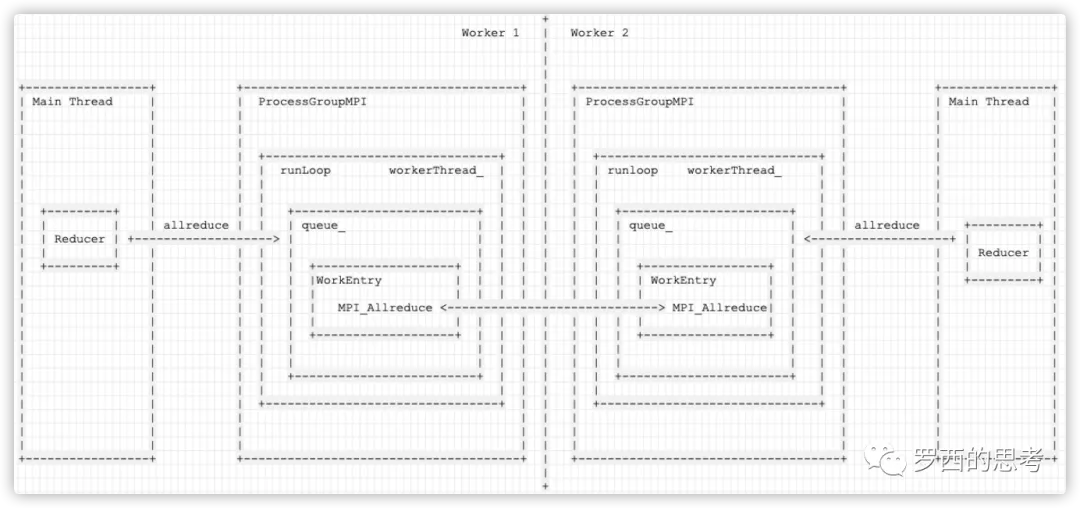 Worker 1
Worker 2
Main Thread
ProcessGroupMPI
ProcessGroupMPI
Main Thread
runLoop workerThread_
runloop workerThread_
allreduce
queue_
queue_
allreduce
Reducer
Reducer
WorkEntry
WorkEntry
MPI_Allreduce
MPI_Allreduce
罗西的思考